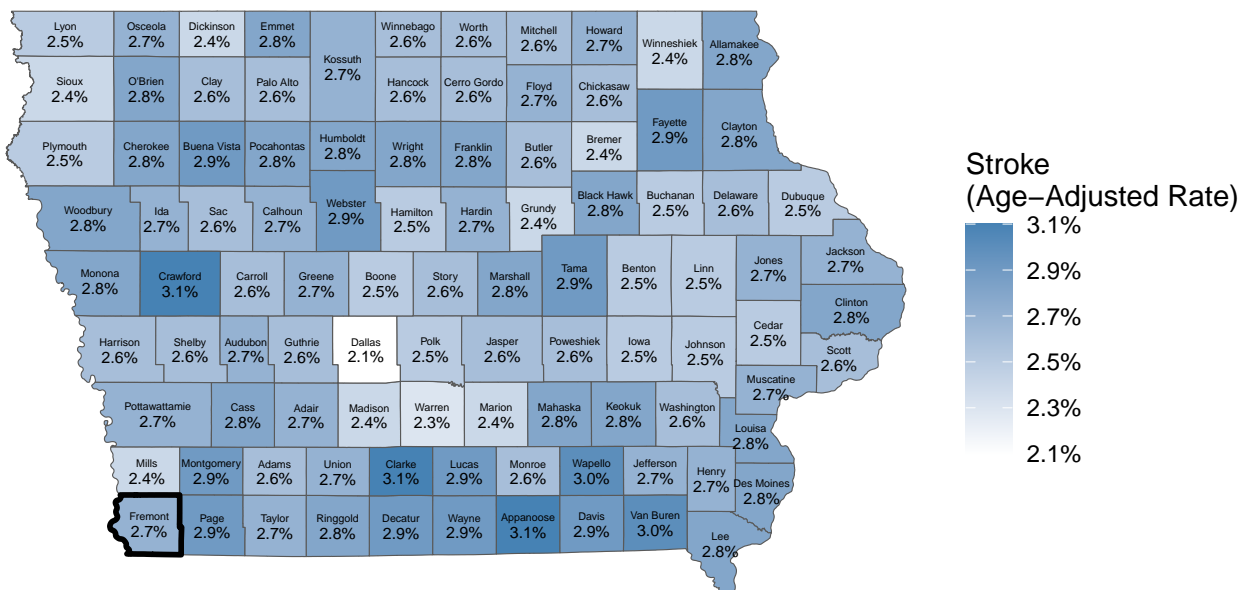 Lyon
2.5%
Osceola
2.7%
Dickinson
2.4%
Emmet
2.8%
Kossuth
2.7%
Winnebago
2.6%
Worth
2.6%
Mitchell
2.6%
Howard
2.7%
Winneshiek
2.4%
Allamakee
2.8%
Sioux
2.4%
O'Brien
2.8%
Clay
2.6%
Palo Alto
2.6%
Hancock
2.6%
Cerro Gordo
2.6%
Floyd
2.7%
Chickasaw
2.6%
Fayette
2.9%
Clayton
2.8%
Plymouth
2.5%
Cherokee
2.8%
Buena Vista
2.9%
Pocahontas
2.8%
Humboldt
2.8%
Wright
2.8%
Franklin
2.8%
Butler
2.6%
Bremer
2.4%
Woodbury
2.8%
Ida
2.7%
Sac
2.6%
Calhoun
2.7%
Webster
2.9%
Hamilton
2.5%
Hardin
2.7%
Grundy
2.4%
Black Hawk
2.8%
Buchanan
2.5%
Delaware
2.6%
Dubuque
2.5%
Monona
2.8%
Crawford
3.1%
Carroll
2.6%
Greene
2.7%
Boone
2.5%
Story
2.6%
Marshall
2.8%
Tama
2.9%
Benton
2.5%
Linn
2.5%
Jones
2.7%
Jackson
2.7%
Clinton
2.8%
Harrison
2.6%
Shelby
2.6%
Audubon
2.7%
Guthrie
2.6%
Dallas
2.1%
Polk
2.5%
Jasper
2.6%
Poweshiek
2.6%
Iowa
2.5%
Johnson
2.5%
Cedar
2.5%
Scott
2.6%
Muscatine
2.7%
Pottawattamie
2.7%
Cass
2.8%
Adair
2.7%
Madison
2.4%
Warren
2.3%
Marion
2.4%
Mahaska
2.8%
Keokuk
2.8%
Washington
2.6%
Louisa
2.8%
Mills
2.4%
Montgomery
2.9%
Adams
2.6%
Union
2.7%
Clarke
3.1%
Lucas
2.9%
Monroe
2.6%
Wapello
3.0%
Jefferson
2.7%
Henry
2.7%
Des Moines
2.8%
Fremont
2.7%
Page
2.9%
Taylor
2.7%
Ringgold
2.8%
Decatur
2.9%
Wayne
2.9%
Appanoose
3.1%
Davis
2.9%
Van Buren
3.0%
Lee
2.8%
Stroke
(Age−Adjusted Rate)
3.1%
2.9%
2.7%
2.5%
2.3%
2.1%